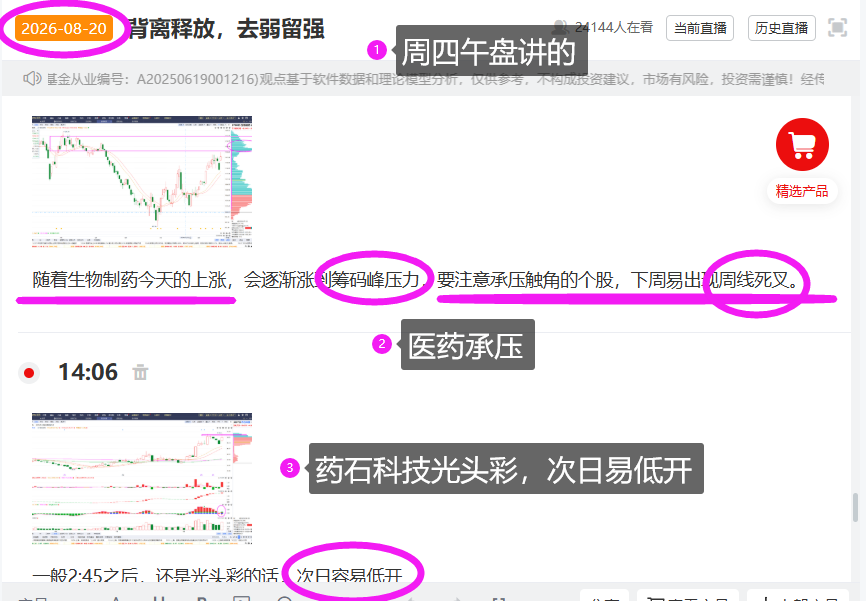 2026-08-20 背离释放，去弱留强
24144人在看 当前直播 历史直播
1 周四午盘讲的
基金从业编号：A20250619001216)观点基于软件数据和理论模型分析，仅供参考，不构成投资建议，市场有风险，投资需谨慎！经传
精选产品
随着生物制药今天的上涨，会逐渐涨到筹码峰压力，要注意承压触角的个股，下周易出现周线死叉。
2 医药承压
14:06
3 药石科技光头彩，次日易低开
一般2:45之后，还是光头彩的话，次日容易低开